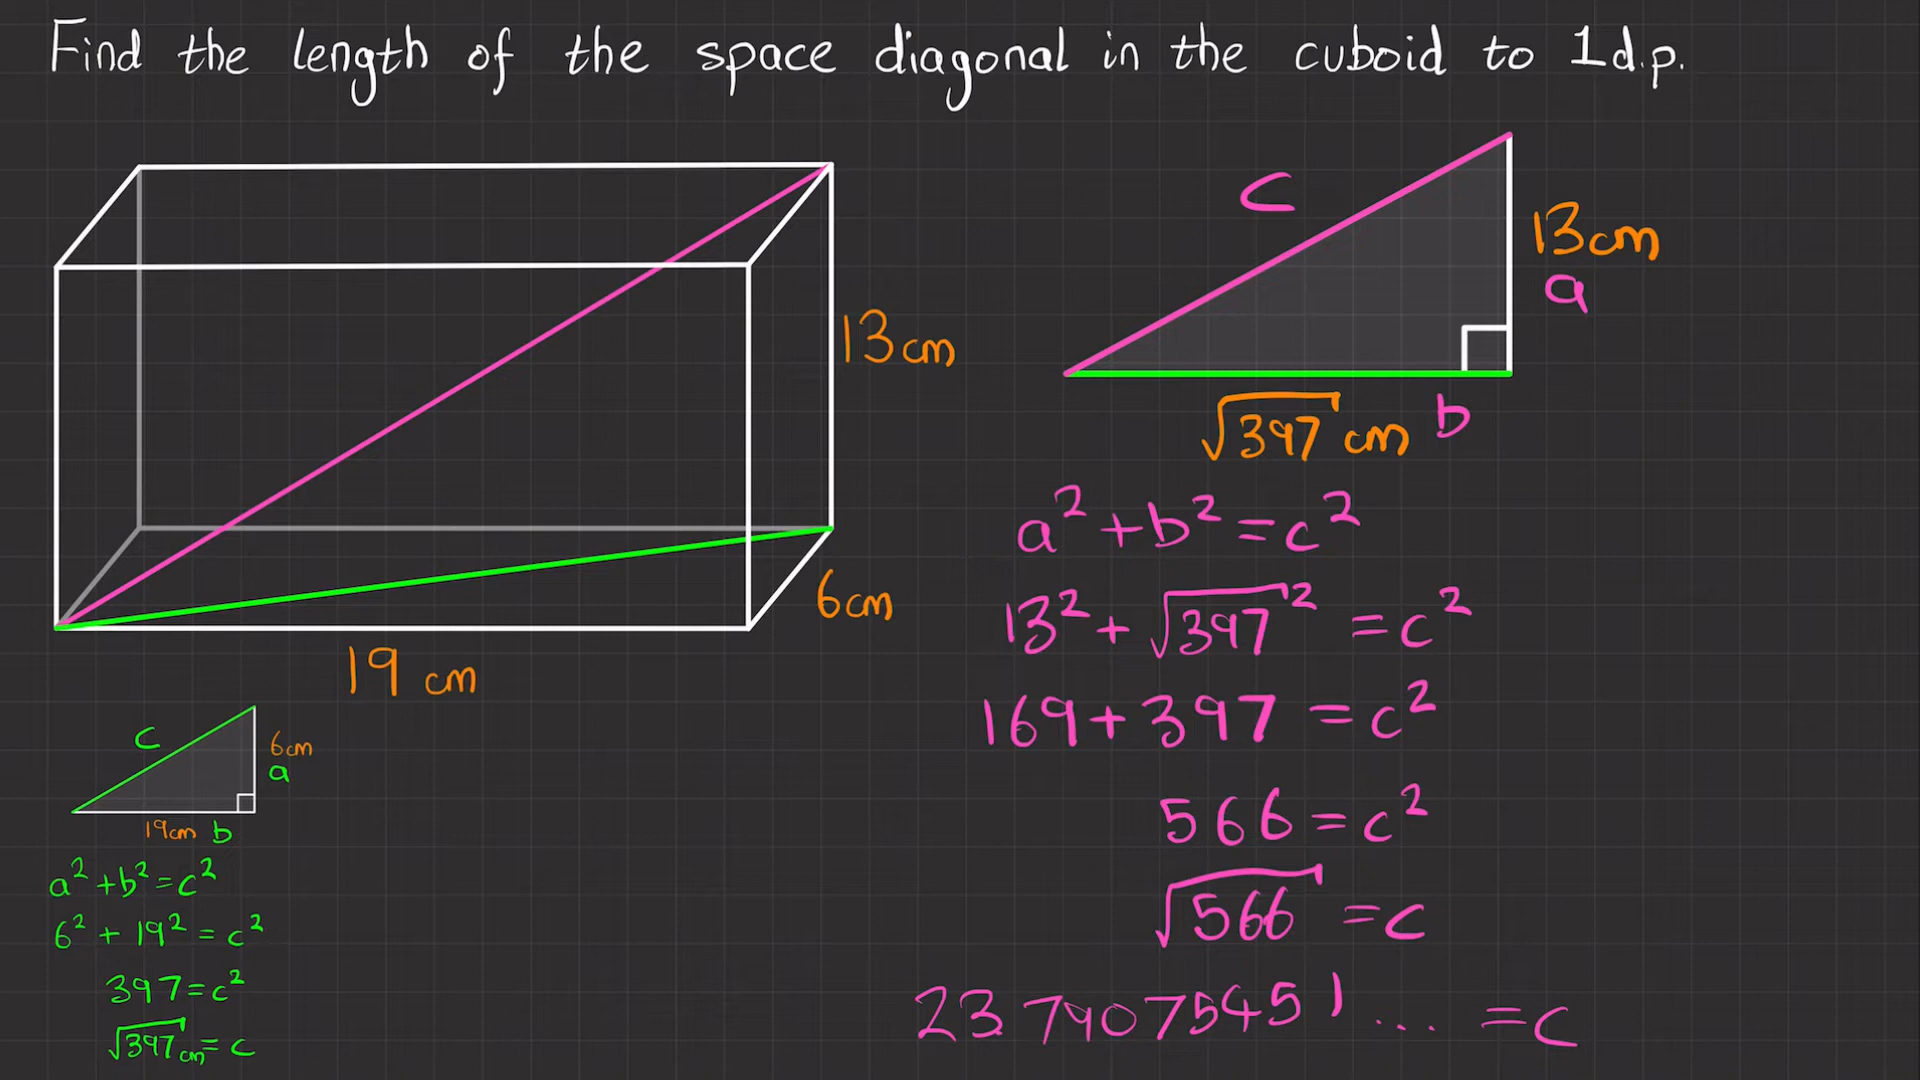 Find the length of the space diagonal in the cuboid to 1d.p.
13cm
6cm
19 cm
c
6cm
a
19cm b
a²+b²=c²
6² + 19² = c²
397=c²
√397 cm = c
c
13cm
a
√397 cm b
a²+b²=c²
13² + √397² = c²
169+397 = c²
566=c²
√566 = c
23.79075451... = c